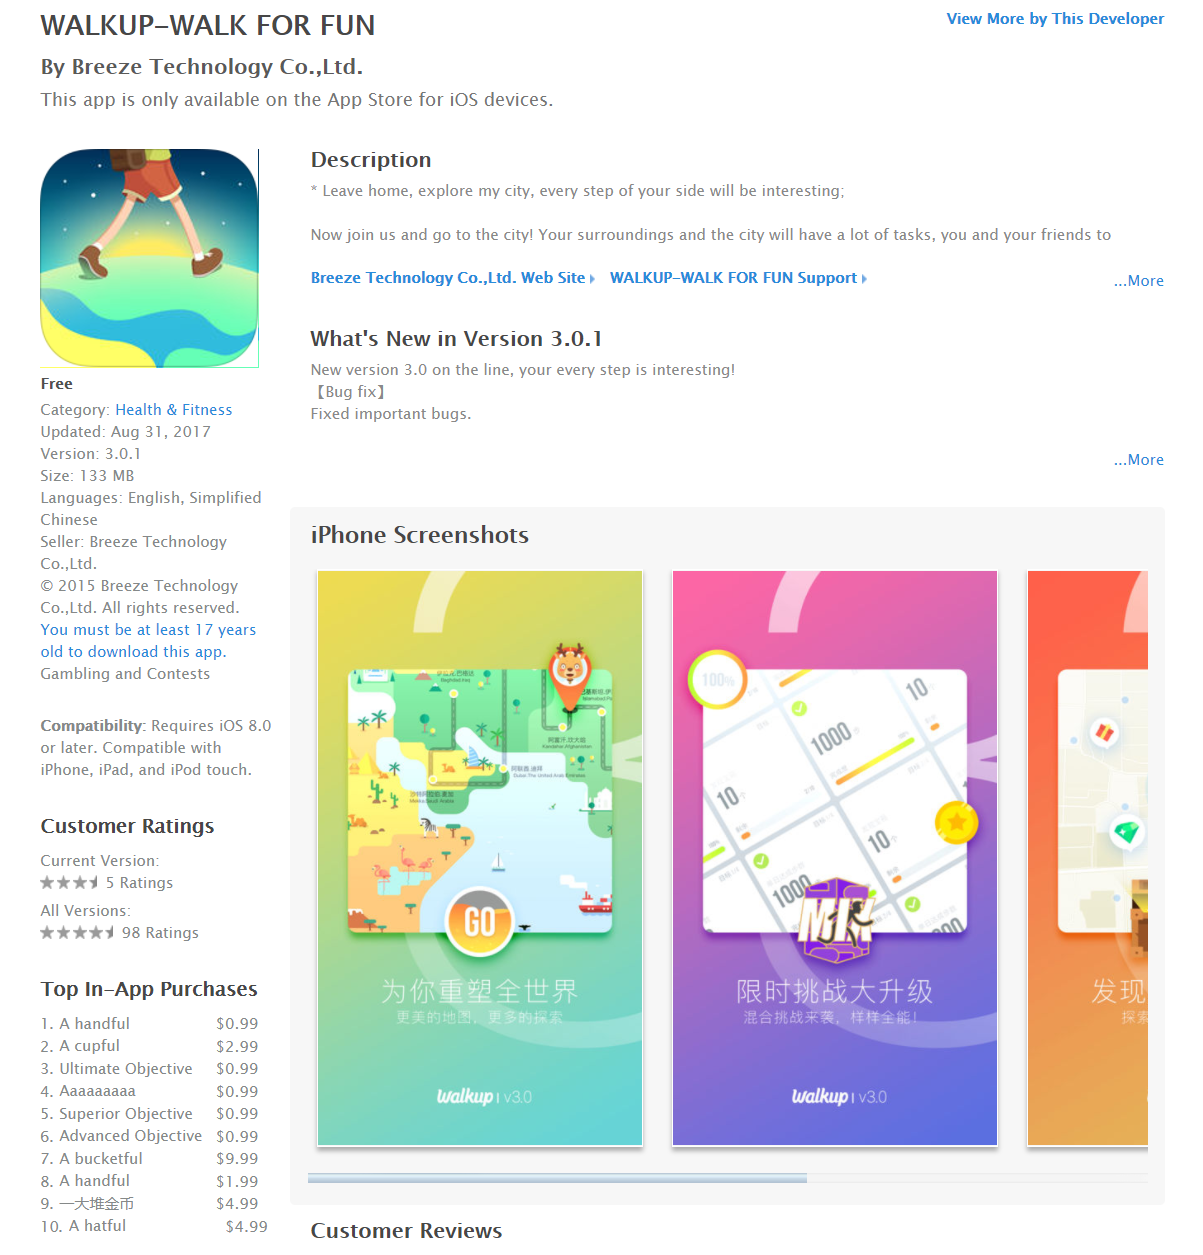 WALKUP-WALK FOR FUN
View More by This Developer
By Breeze Technology Co.,Ltd.
This app is only available on the App Store for iOS devices.
Free
Category: Health & Fitness
Updated: Aug 31, 2017
Version: 3.0.1
Size: 133 MB
Languages: English, Simplified
Chinese
Seller: Breeze Technology
Co.,Ltd.
© 2015 Breeze Technology
Co.,Ltd. All rights reserved.
You must be at least 17 years
old to download this app.
Gambling and Contests
Compatibility: Requires iOS 8.0
or later. Compatible with
iPhone, iPad, and iPod touch.
Customer Ratings
Current Version:
5 Ratings
All Versions:
98 Ratings
Top In-App Purchases
1. A handful $0.99
2. A cupful $2.99
3. Ultimate Objective $0.99
4. Aaaaaaaaa $0.99
5. Superior Objective $0.99
6. Advanced Objective $0.99
7. A bucketful $9.99
8. A handful $1.99
9. 一大堆金币 $4.99
10. A hatful $4.99
Description
* Leave home, explore my city, every step of your side will be interesting;
Now join us and go to the city! Your surroundings and the city will have a lot of tasks, you and your friends to
Breeze Technology Co.,Ltd. Web Site
WALKUP-WALK FOR FUN Support
...More
What's New in Version 3.0.1
New version 3.0 on the line, your every step is interesting!
【Bug fix】
Fixed important bugs.
...More
iPhone Screenshots
GO
为你重塑全世界
更美的地图，更多的探索
walkup | v3.0
100%
10
1000
10
10
1000
限时挑战大升级
混合挑战来袭，样样全能！
walkup | v3.0
发现
探索
Customer Reviews